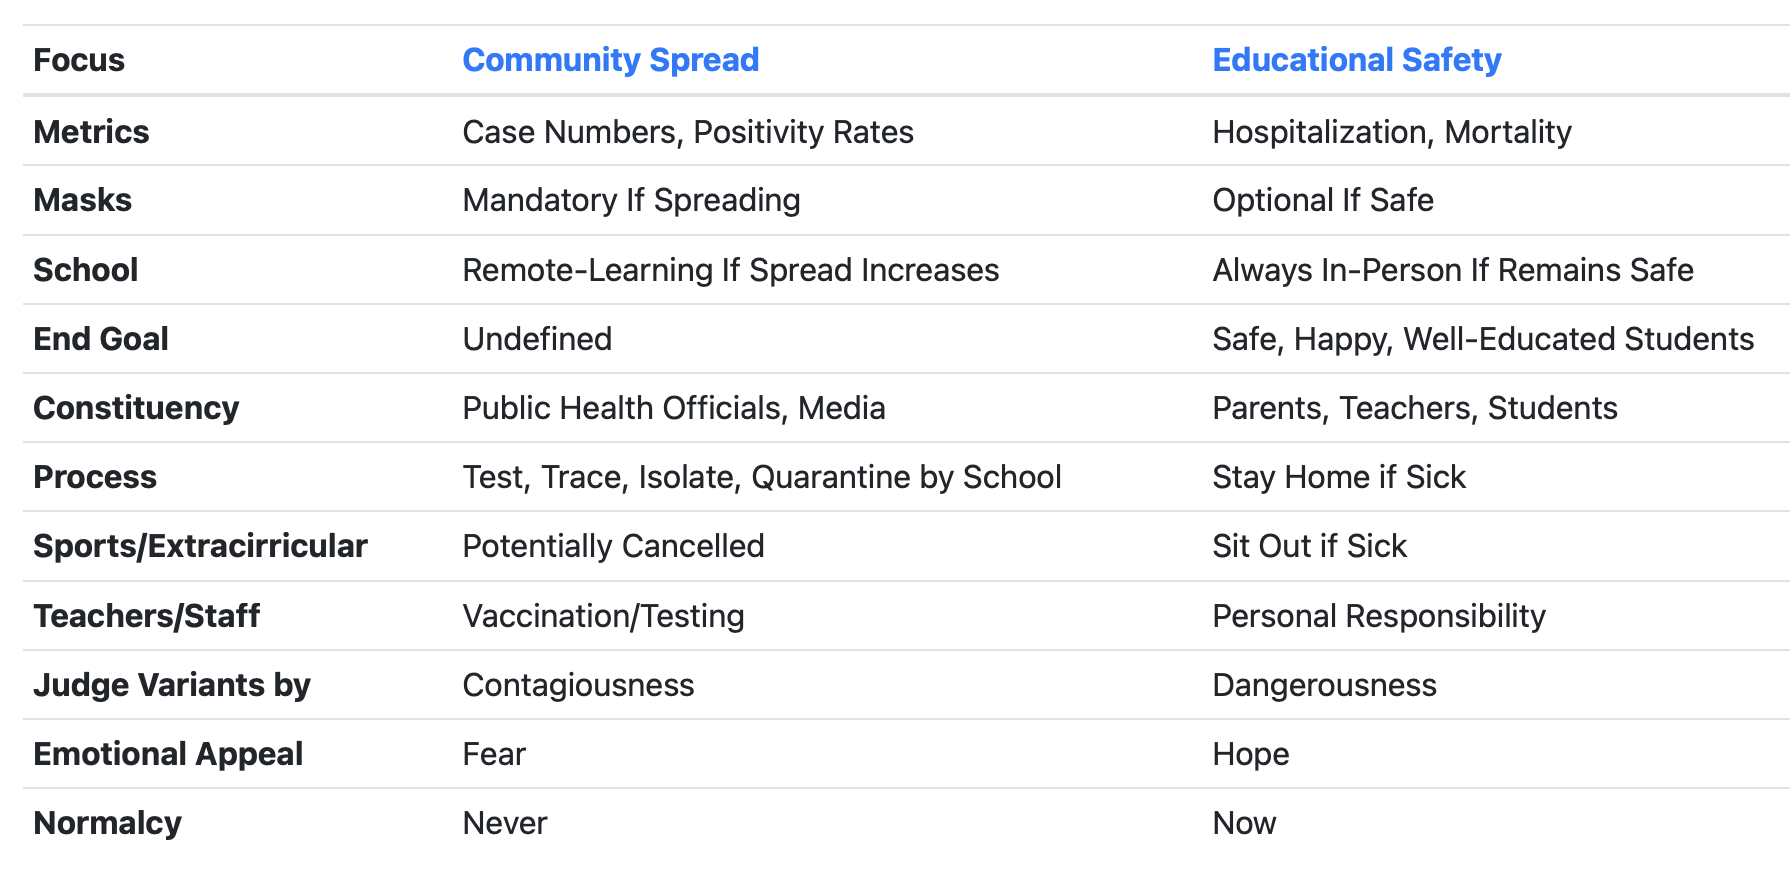 Focus Community Spread Educational Safety
Metrics Case Numbers, Positivity Rates Hospitalization, Mortality
Masks Mandatory If Spreading Optional If Safe
School Remote-Learning If Spread Increases Always In-Person If Remains Safe
End Goal Undefined Safe, Happy, Well-Educated Students
Constituency Public Health Officials, Media Parents, Teachers, Students
Process Test, Trace, Isolate, Quarantine by School Stay Home if Sick
Sports/Extracirricular Potentially Cancelled Sit Out if Sick
Teachers/Staff Vaccination/Testing Personal Responsibility
Judge Variants by Contagiousness Dangerousness
Emotional Appeal Fear Hope
Normalcy Never Now